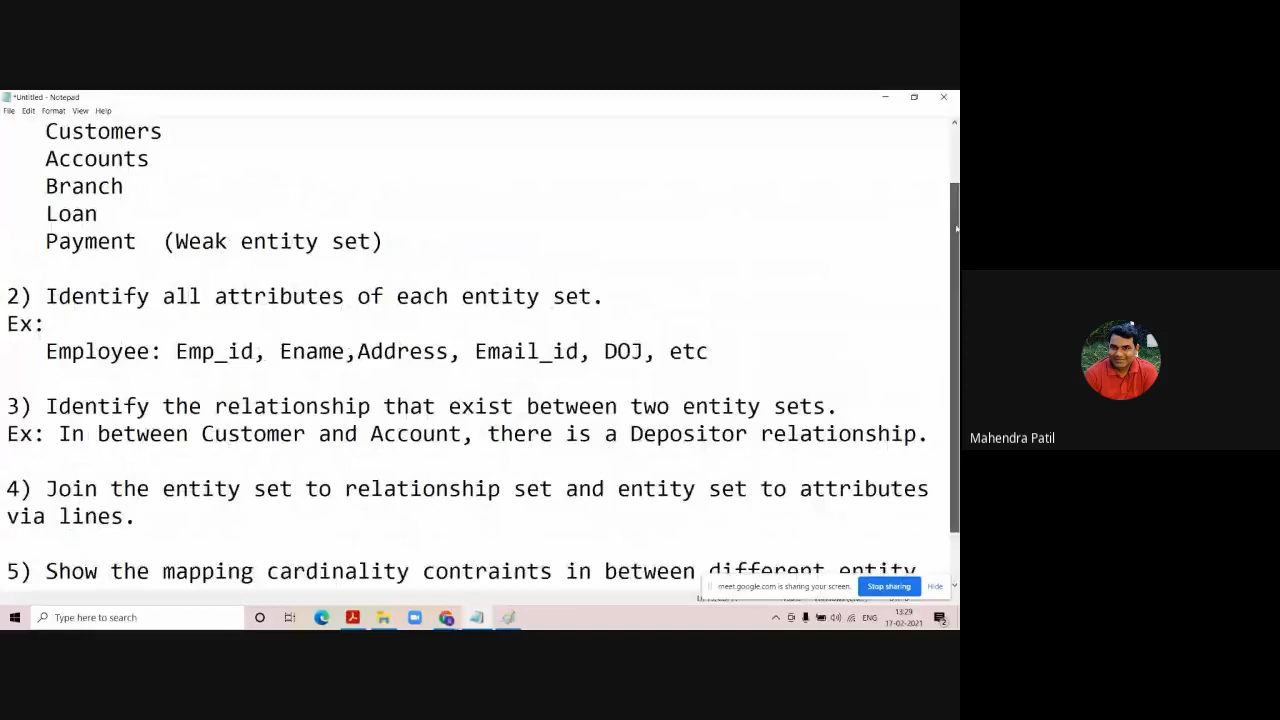 *Untitled - Notepad
File Edit Format View Help
Customers
Accounts
Branch
Loan
Payment (Weak entity set)
2) Identify all attributes of each entity set.
Ex:
Employee: Emp_id, Ename,Address, Email_id, DOJ, etc
3) Identify the relationship that exist between two entity sets.
Ex: In between Customer and Account, there is a Depositor relationship.
4) Join the entity set to relationship set and entity set to attributes
via lines.
5) Show the mapping cardinality contraints in between different entity
meet.google.com is sharing your screen. Stop sharing Hide
Type here to search
ENG
13:29
17-02-2021
2
Mahendra Patil